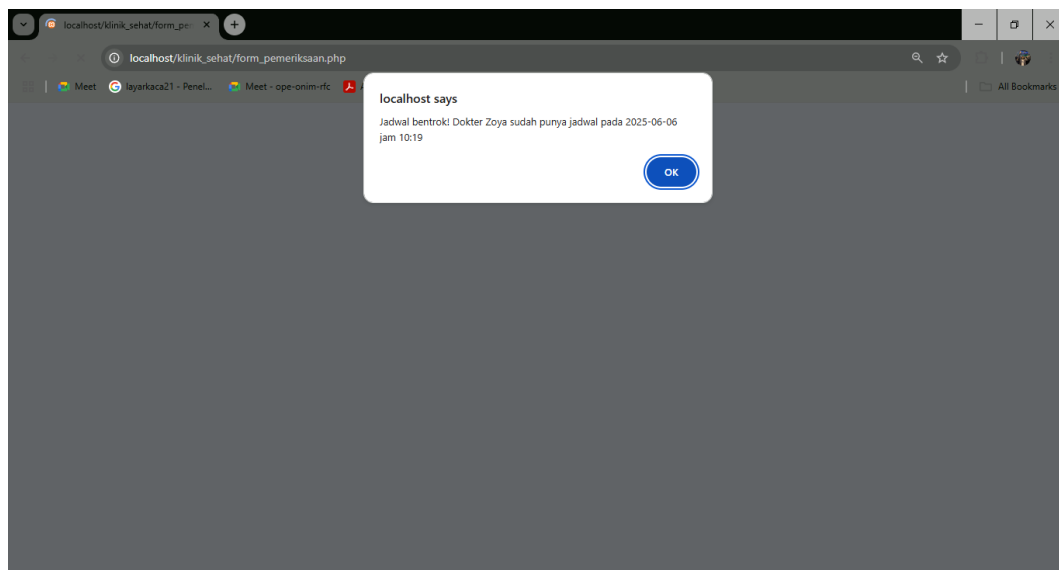 localhost/klinik_sehat/form_per
localhost/klinik_sehat/form_pemeriksaan.php
Meet
layarkaca21 - Penel...
Meet - ope-onim-rfc
All Bookmarks
localhost says
Jadwal bentrok! Dokter Zoya sudah punya jadwal pada 2025-06-06
jam 10:19
OK